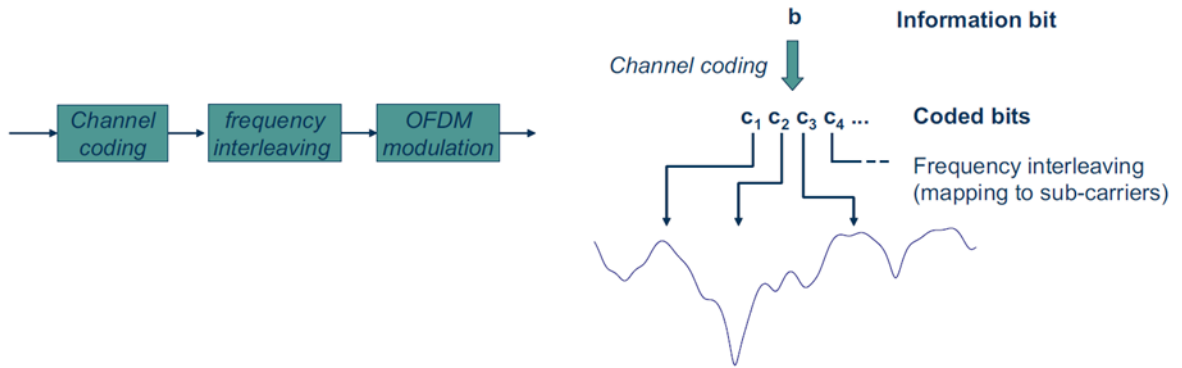 Channel
coding
frequency
interleaving
OFDM
modulation
b
Information bit
Channel coding
c1 c2 c3 c4 ...
Coded bits
Frequency interleaving
(mapping to sub-carriers)